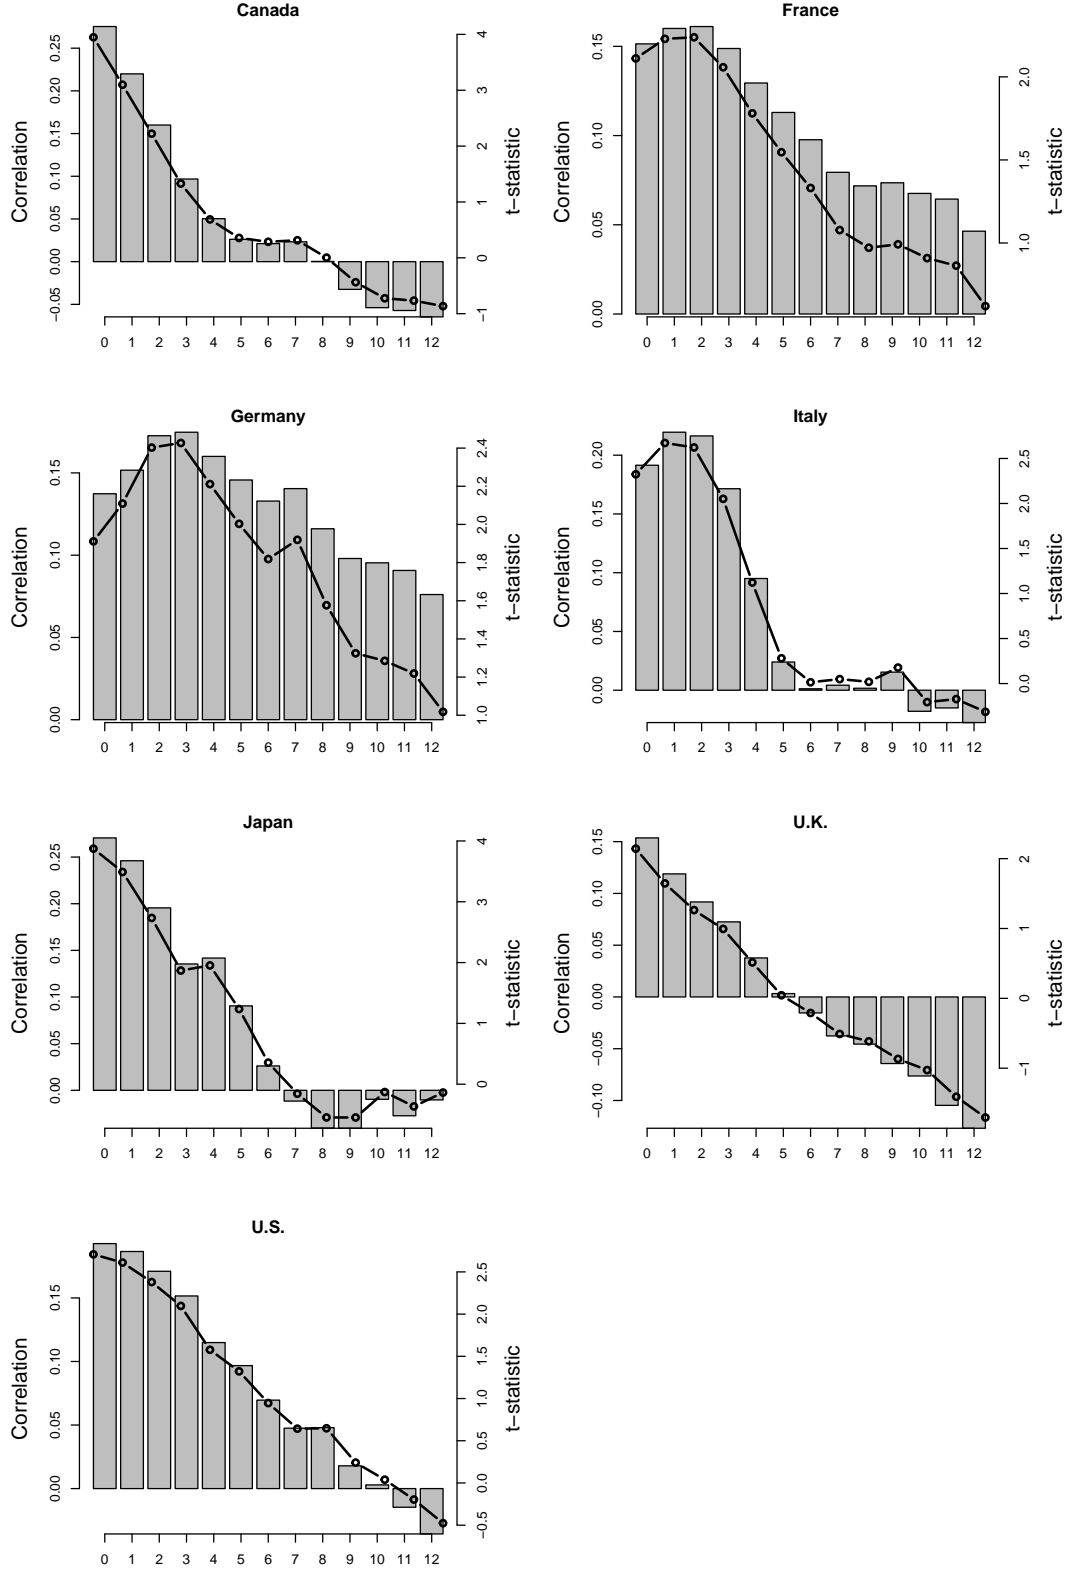 Canada
Correlation
−0.05 0.00 0.05 0.10 0.15 0.20 0.25
t−statistic
−1 0 1 2 3 4
0 1 2 3 4 5 6 7 8 9 10 11 12
France
Correlation
0.00 0.05 0.10 0.15
t−statistic
1.0 1.5 2.0
0 1 2 3 4 5 6 7 8 9 10 11 12
Germany
Correlation
0.00 0.05 0.10 0.15
t−statistic
1.0 1.2 1.4 1.6 1.8 2.0 2.2 2.4
0 1 2 3 4 5 6 7 8 9 10 11 12
Italy
Correlation
0.00 0.05 0.10 0.15 0.20
t−statistic
0.0 0.5 1.0 1.5 2.0 2.5
0 1 2 3 4 5 6 7 8 9 10 11 12
Japan
Correlation
0.00 0.05 0.10 0.15 0.20 0.25
t−statistic
0 1 2 3 4
0 1 2 3 4 5 6 7 8 9 10 11 12
U.K.
Correlation
−0.10 −0.05 0.00 0.05 0.10 0.15
t−statistic
−1 0 1 2
0 1 2 3 4 5 6 7 8 9 10 11 12
U.S.
Correlation
0.00 0.05 0.10 0.15
t−statistic
−0.5 0.0 0.5 1.0 1.5 2.0 2.5
0 1 2 3 4 5 6 7 8 9 10 11 12